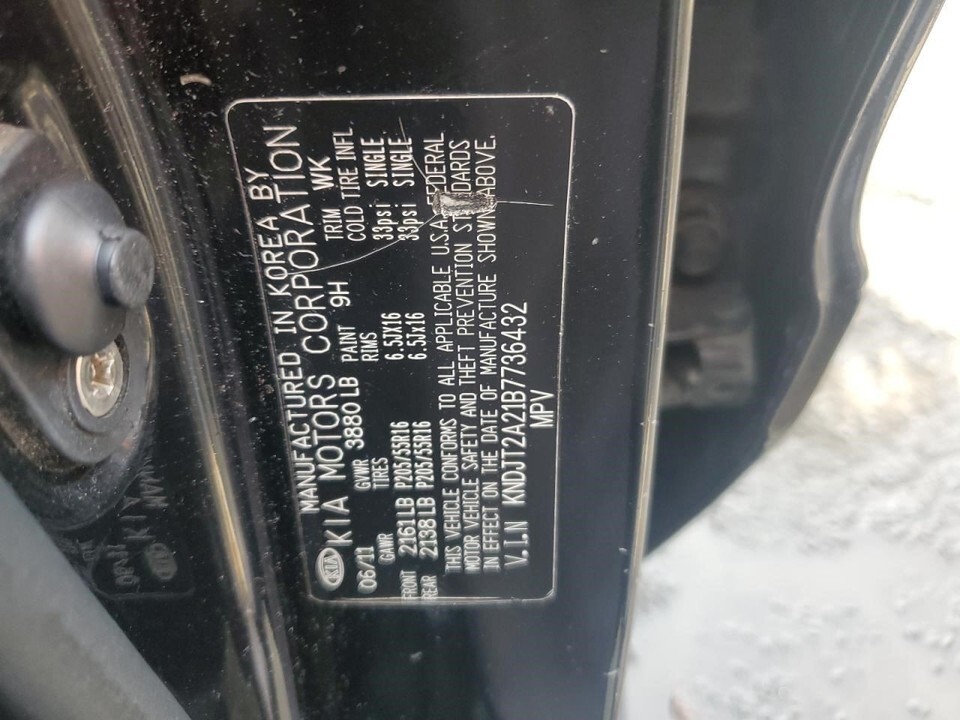 MANUFACTURED IN KOREA BY
KIA KIA MOTORS CORPORATION
06/11 GVWR 3880LB PAINT 9H TRIM WK
GAWR TIRES RIMS COLD TIRE INFL.
FRONT 2161LB P205/55R16 6.5JX16 33psi SINGLE
REAR 2138LB P205/55R16 6.5Jx16 33psi SINGLE
THIS VEHICLE CONFORMS TO ALL APPLICABLE U.S.A. FEDERAL
MOTOR VEHICLE SAFETY AND THEFT PREVENTION STANDARDS
IN EFFECT ON THE DATE OF MANUFACTURE SHOWN ABOVE.
V.I.N KNDJT2A21B7736432
MPV